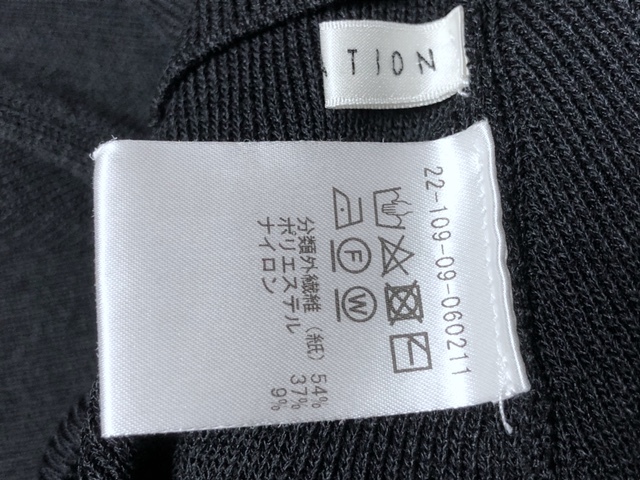 TION
22-109-09-060211
F W
分類外繊維(紙) 54%
ポリエステル 37%
ナイロン 9%